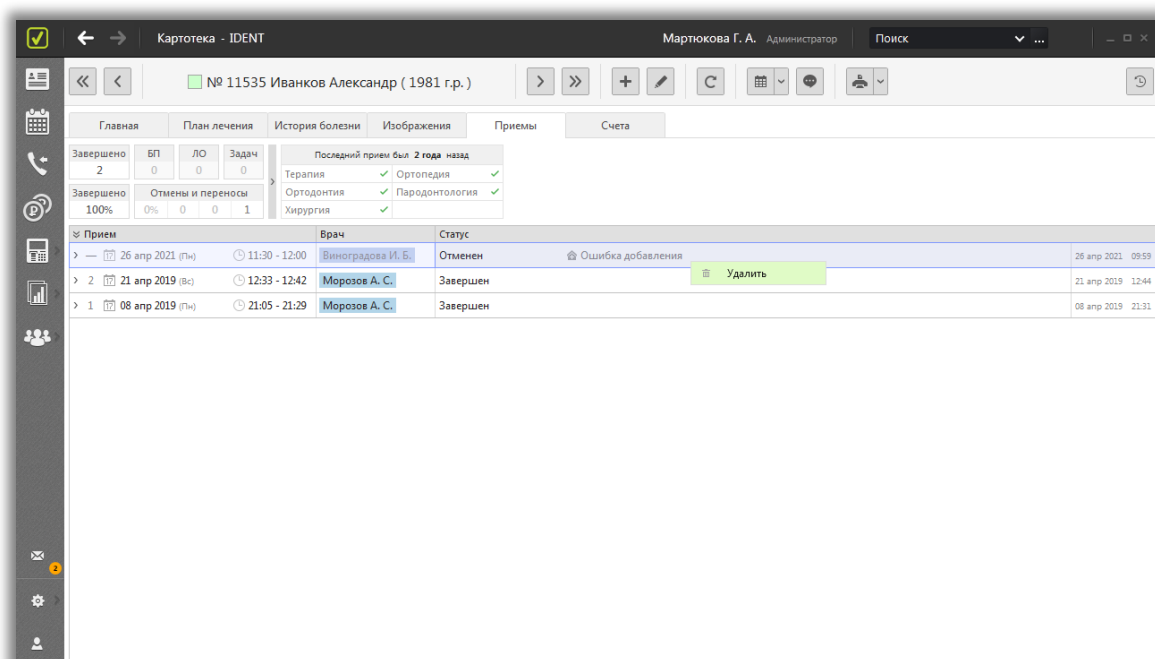 Картотека - IDENT
Мартюкова Г. А. Администратор
Поиск
...
№ 11535 Иванков Александр ( 1981 г.р. )
Главная План лечения История болезни Изображения Приемы Счета
Завершено БП ЛО Задач
2 0 0 0
Завершено Отмены и переносы
100% 0% 0 0 1
Последний прием был 2 года назад
Терапия Ортопедия
Ортодонтия Пародонтология
Хирургия
Прием Врач Статус
— 17 26 апр 2021 (Пн) 11:30 - 12:00 Виноградова И. Б. Отменен Ошибка добавления 26 апр 2021 09:59
Удалить
2 17 21 апр 2019 (Вс) 12:33 - 12:42 Морозов А. С. Завершен 21 апр 2019 12:44
1 17 08 апр 2019 (Пн) 21:05 - 21:29 Морозов А. С. Завершен 08 апр 2019 21:31
2